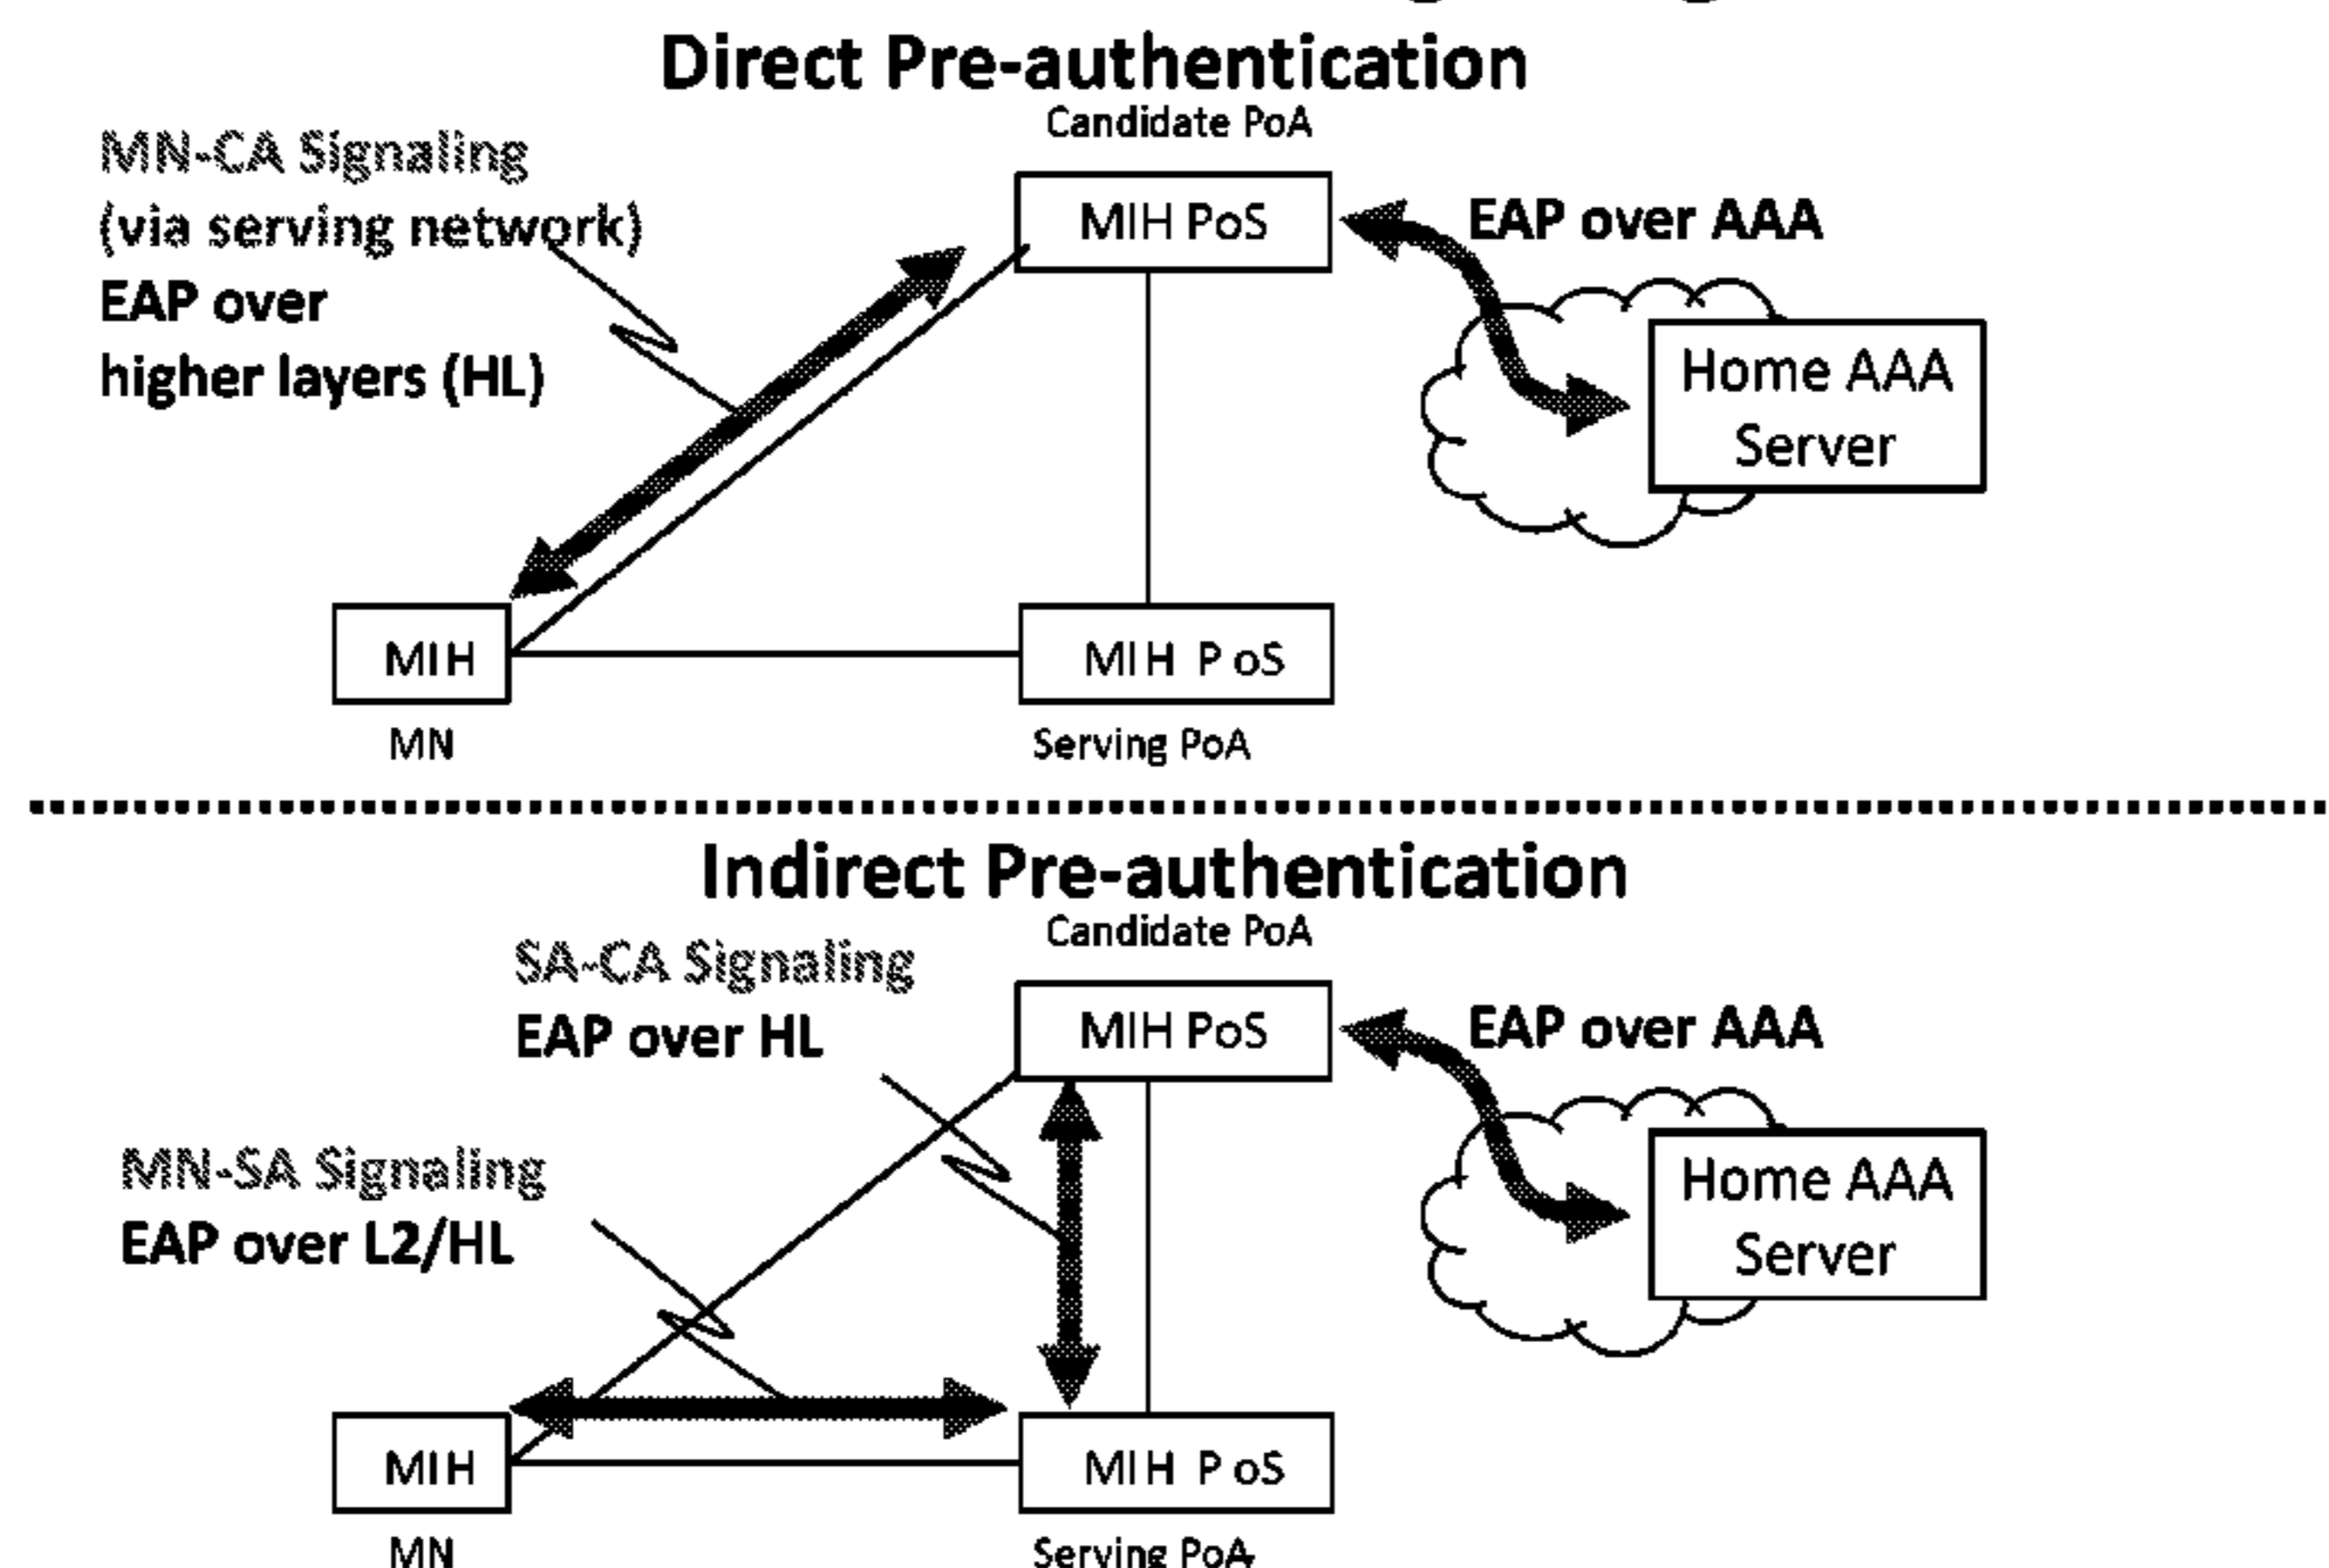 Direct Pre-authentication
Candidate PoA
MN-CA Signaling
(via serving network)
EAP over
higher layers (HL)
MIH PoS
EAP over AAA
Home AAA
Server
MIH
MIH PoS
MN
Serving PoA
Indirect Pre-authentication
Candidate PoA
SA-CA Signaling
EAP over HL
MIH PoS
EAP over AAA
MN-SA Signaling
EAP over L2/HL
Home AAA
Server
MIH
MIH PoS
MN
Serving PoA